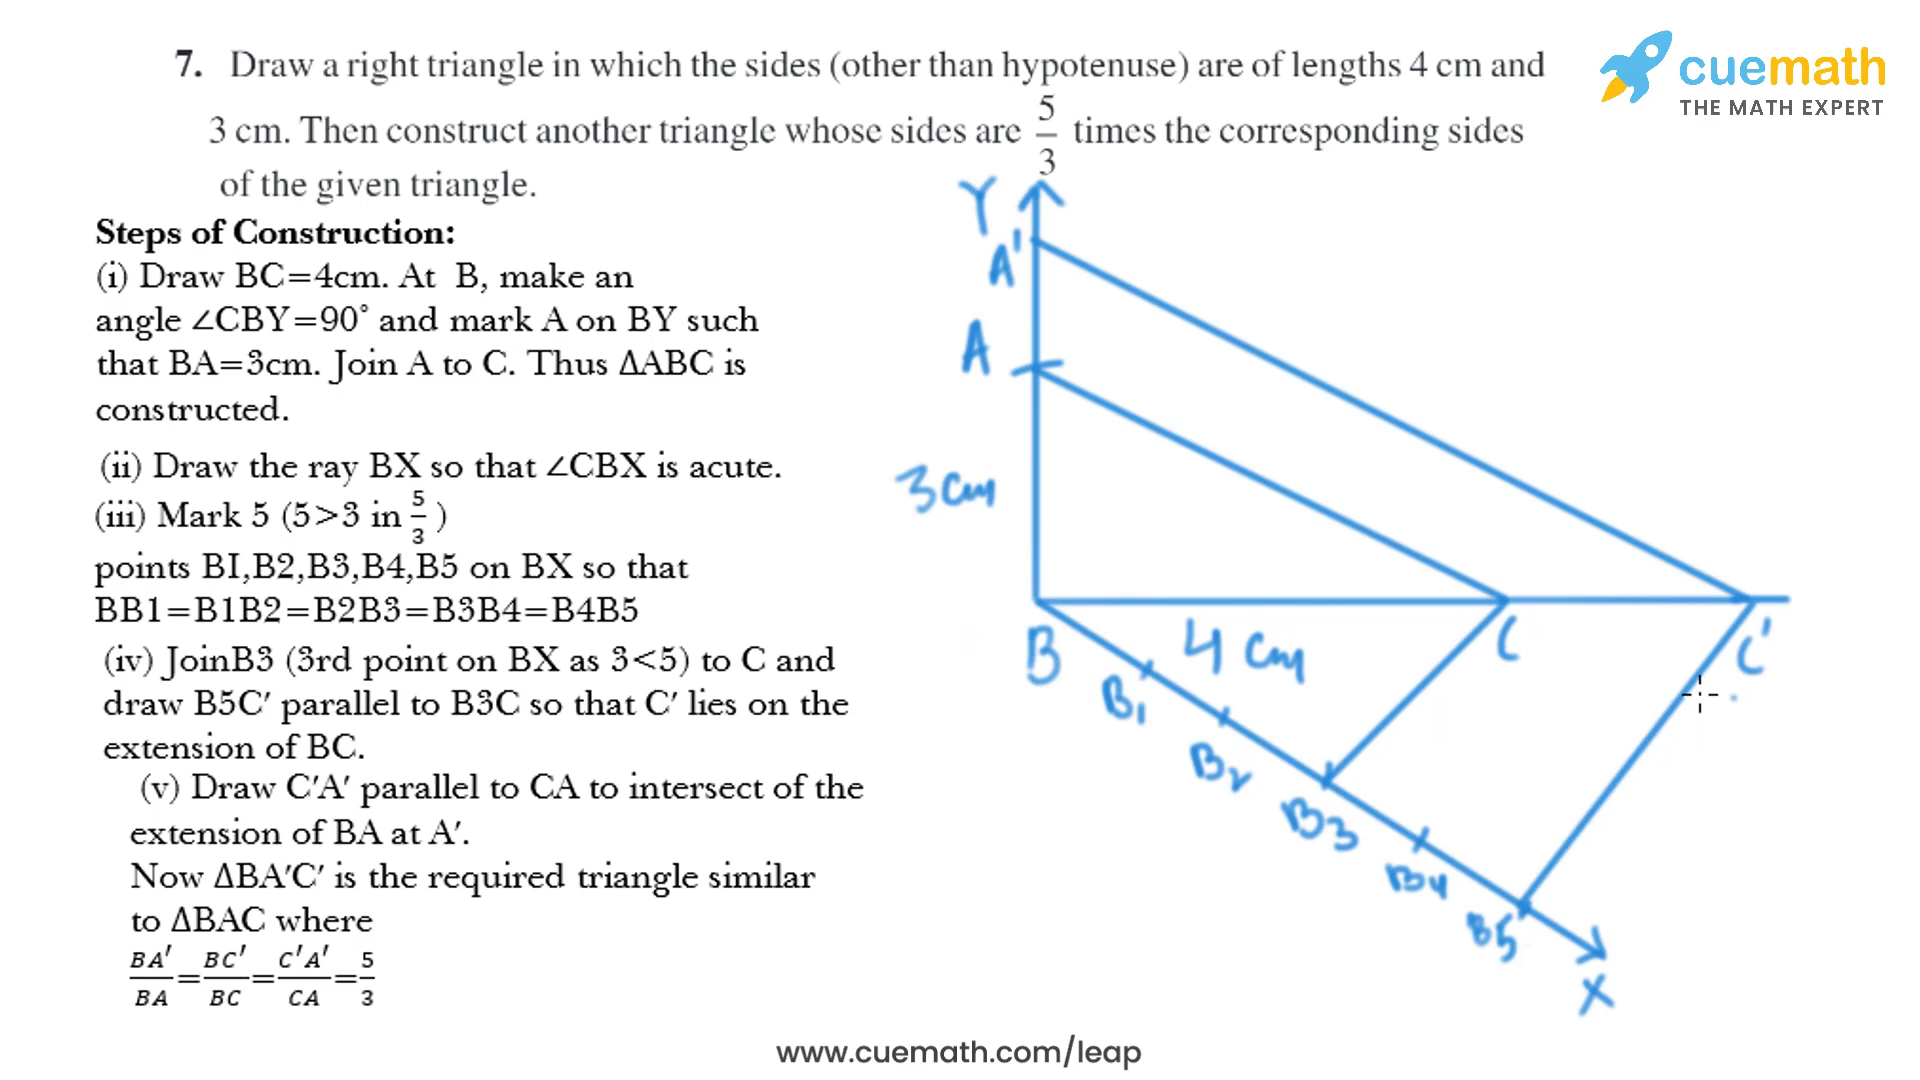 7. Draw a right triangle in which the sides (other than hypotenuse) are of lengths 4 cm and
3 cm. Then construct another triangle whose sides are 5/3 times the corresponding sides
of the given triangle.
cuemath
THE MATH EXPERT
Steps of Construction:
(i) Draw BC=4cm. At B, make an
angle ∠CBY=90° and mark A on BY such
that BA=3cm. Join A to C. Thus ΔABC is
constructed.
(ii) Draw the ray BX so that ∠CBX is acute.
(iii) Mark 5 (5>3 in 5/3 )
points BI,B2,B3,B4,B5 on BX so that
BB1=B1B2=B2B3=B3B4=B4B5
(iv) JoinB3 (3rd point on BX as 3<5) to C and
draw B5C′ parallel to B3C so that C′ lies on the
extension of BC.
(v) Draw C′A′ parallel to CA to intersect of the
extension of BA at A′.
Now ΔBA′C′ is the required triangle similar
to ΔBAC where
BA′/BA=BC′/BC=C′A′/CA=5/3
Y
A'
A
3cm
B
4 cm
C
C'
B1
B2
B3
B4
B5
X
www.cuemath.com/leap